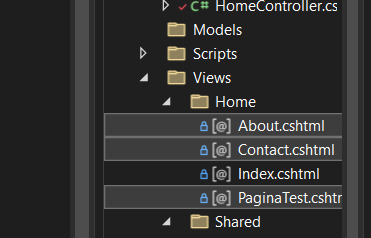 C# HomeController.cs
Models
Scripts
Views
Home
[@] About.cshtml
[@] Contact.cshtml
[@] Index.cshtml
[@] PaginaTest.cshtm
Shared